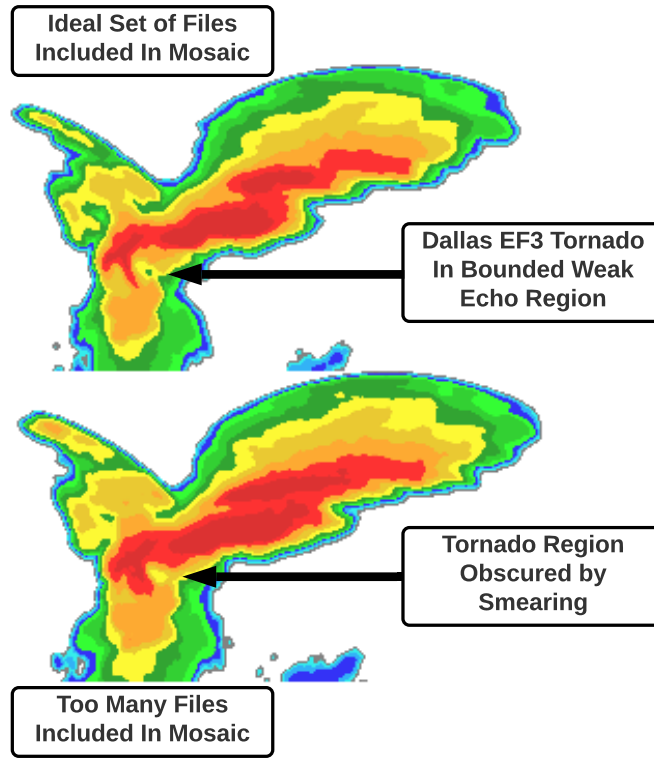 Ideal Set of Files
Included In Mosaic
Dallas EF3 Tornado
In Bounded Weak
Echo Region
Tornado Region
Obscured by
Smearing
Too Many Files
Included In Mosaic